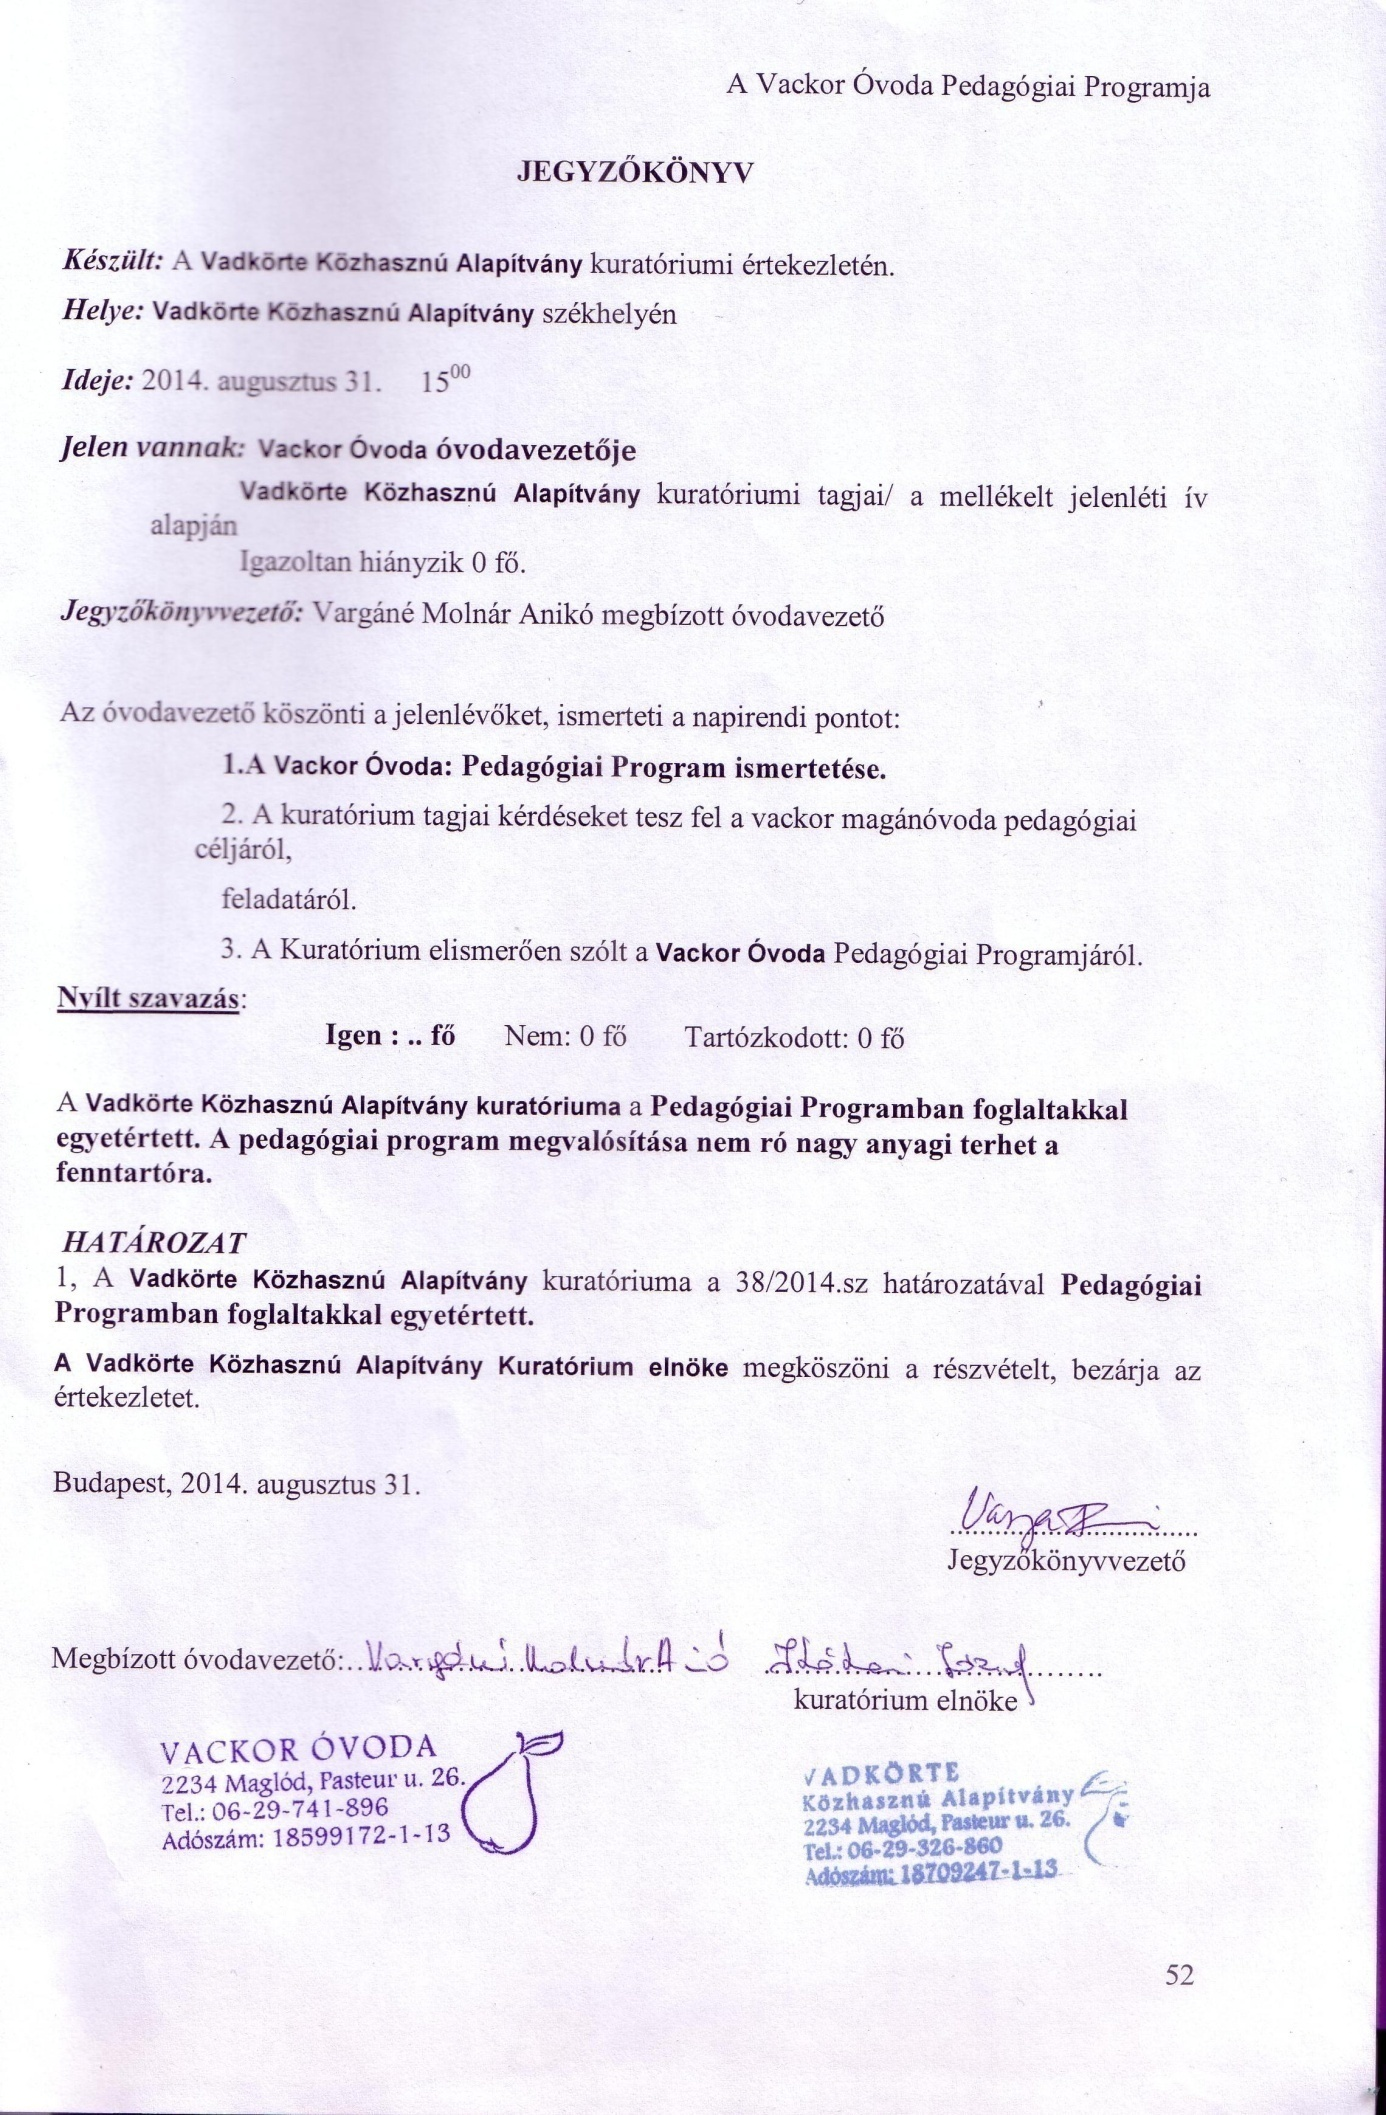 A Vackor Óvoda Pedagógiai Programja
JEGYZŐKÖNYV
Készült: A Vadkörte Közhasznú Alapítvány kuratóriumi értekezletén.
Helye: Vadkörte Közhasznú Alapítvány székhelyén
Ideje: 2014. augusztus 31. 15⁰⁰
Jelen vannak: Vackor Óvoda óvodavezetője
Vadkörte Közhasznú Alapítvány kuratóriumi tagjai/ a mellékelt jelenléti ív
alapján
Igazoltan hiányzik 0 fő.
Jegyzőkönyvvezető: Vargáné Molnár Anikó megbízott óvodavezető
Az óvodavezető köszönti a jelenlévőket, ismerteti a napirendi pontot:
1.A Vackor Óvoda: Pedagógiai Program ismertetése.
2. A kuratórium tagjai kérdéseket tesz fel a vackor magánóvoda pedagógiai
céljáról,
feladatáról.
3. A Kuratórium elismerően szólt a Vackor Óvoda Pedagógiai Programjáról.
Nyílt szavazás:
Igen : .. fő Nem: 0 fő Tartózkodott: 0 fő
A Vadkörte Közhasznú Alapítvány kuratóriuma a Pedagógiai Programban foglaltakkal
egyetértett. A pedagógiai program megvalósítása nem ró nagy anyagi terhet a
fenntartóra.
HATÁROZAT
1, A Vadkörte Közhasznú Alapítvány kuratóriuma a 38/2014.sz határozatával Pedagógiai
Programban foglaltakkal egyetértett.
A Vadkörte Közhasznú Alapítvány Kuratórium elnöke megköszöni a részvételt, bezárja az
értekezletet.
Budapest, 2014. augusztus 31.
Jegyzőkönyvvezető
Megbízott óvodavezető: Vargáné Molnár
kuratórium elnöke
VACKOR ÓVODA
2234 Maglód, Pasteur u. 26.
Tel.: 06-29-741-896
Adószám: 18599172-1-13
VADKÖRTE
Közhasznú Alapítvány
2234 Maglód, Pasteur u. 26.
Tel.: 06-29-326-860
Adószám: 18709247-1-13
52